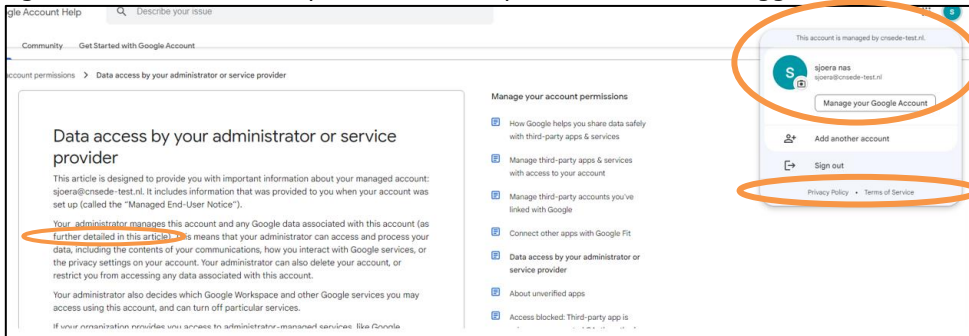 gle Account Help
Describe your issue
S
Community Get Started with Google Account
account permissions > Data access by your administrator or service provider
Data access by your administrator or service
provider
This article is designed to provide you with important information about your managed account:
sjoera@cnsede-test.nl. It includes information that was provided to you when your account was
set up (called the “Managed End-User Notice”).
Your administrator manages this account and any Google data associated with this account (as
further detailed in this article). This means that your administrator can access and process your
data, including the contents of your communications, how you interact with Google services, or
the privacy settings on your account. Your administrator can also delete your account, or
restrict you from accessing any data associated with this account.
Your administrator also decides which Google Workspace and other Google services you may
access using this account, and can turn off particular services.
If your organization provides you access to administrator-managed services, like Google
Manage your account permissions
How Google helps you share data safely
with third-party apps & services
Manage third-party apps & services
with access to your account
Manage third-party accounts you've
linked with Google
Connect other apps with Google Fit
Data access by your administrator or
service provider
About unverified apps
Access blocked: Third-party app is
This account is managed by cnsede-test.nl.
S
sjoera nas
sjoera@cnsede-test.nl
Manage your Google Account
Add another account
Sign out
Privacy Policy • Terms of Service